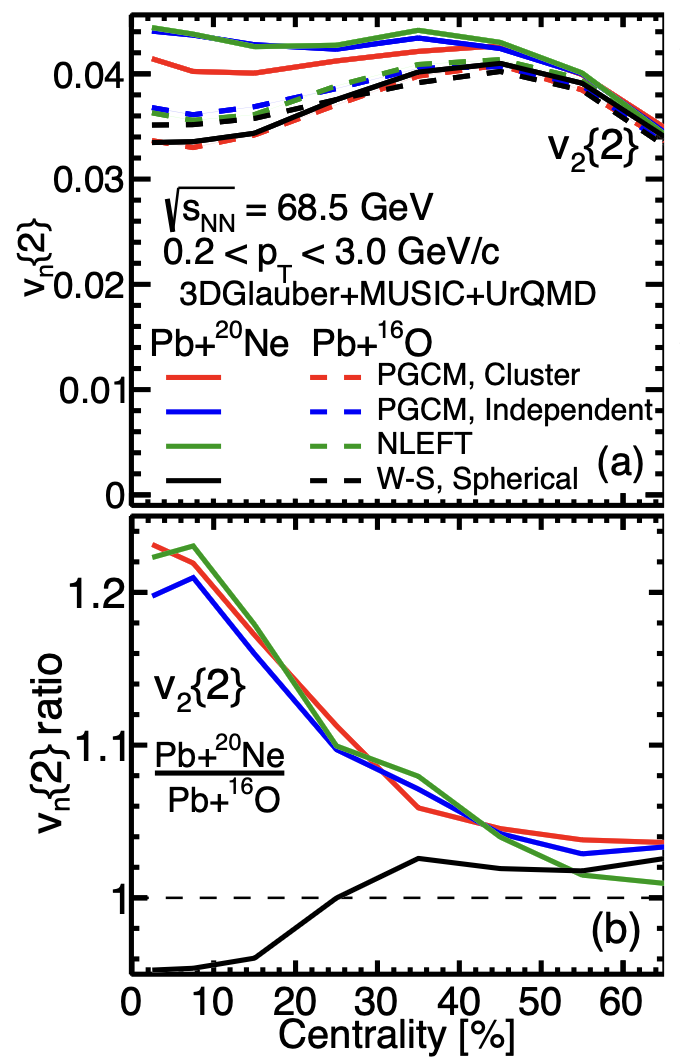 0.04
0.03
0.02
0.01
0
vₙ{2}
v₂{2}
√sNN = 68.5 GeV
0.2 < pT < 3.0 GeV/c
3DGlauber+MUSIC+UrQMD
Pb+²⁰Ne Pb+¹⁶O
PGCM, Cluster
PGCM, Independent
NLEFT
W-S, Spherical
(a)
1.2
1.1
1
vₙ{2} ratio
v₂{2}
Pb+²⁰Ne
Pb+¹⁶O
(b)
0 10 20 30 40 50 60
Centrality [%]